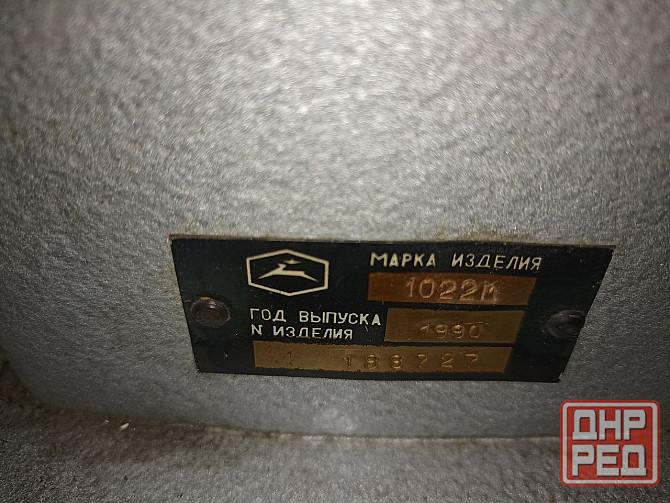 МАРКА ИЗДЕЛИЯ
1022М
ГОД ВЫПУСКА
1990
N ИЗДЕЛИЯ
ДНР
РЕД